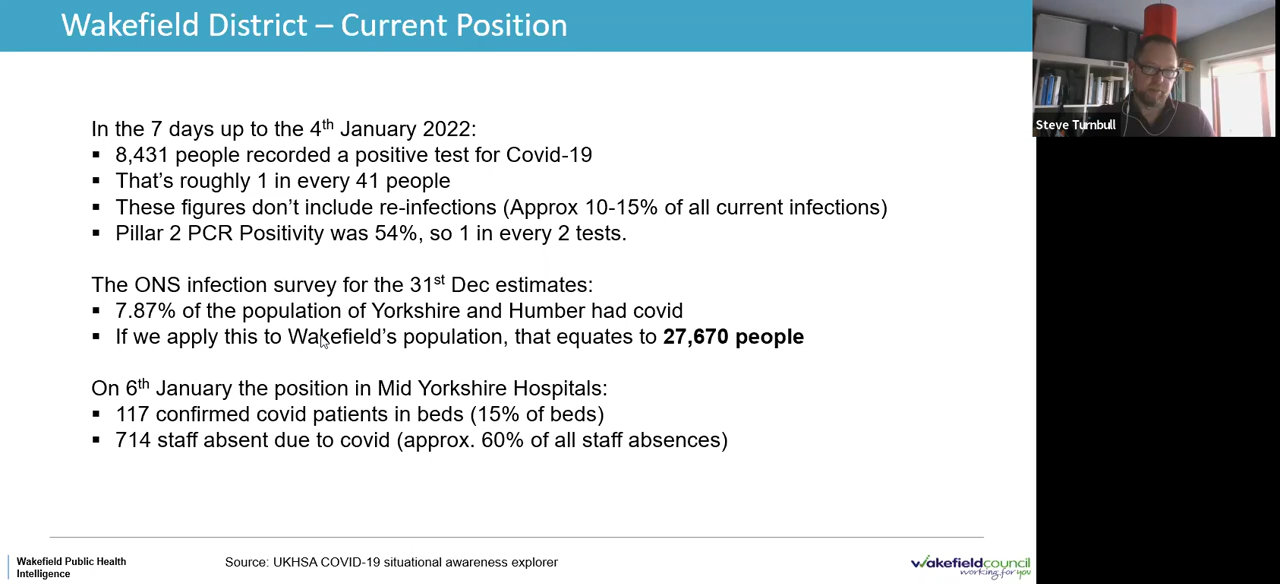 Wakefield District – Current Position
Steve Turnbull
In the 7 days up to the 4th January 2022:
▪ 8,431 people recorded a positive test for Covid-19
▪ That's roughly 1 in every 41 people
▪ These figures don't include re-infections (Approx 10-15% of all current infections)
▪ Pillar 2 PCR Positivity was 54%, so 1 in every 2 tests.
The ONS infection survey for the 31st Dec estimates:
▪ 7.87% of the population of Yorkshire and Humber had covid
▪ If we apply this to Wakefield's population, that equates to 27,670 people
On 6th January the position in Mid Yorkshire Hospitals:
▪ 117 confirmed covid patients in beds (15% of beds)
▪ 714 staff absent due to covid (approx. 60% of all staff absences)
Wakefield Public Health
Intelligence
Source: UKHSA COVID-19 situational awareness explorer
wakefieldcouncil
working for you